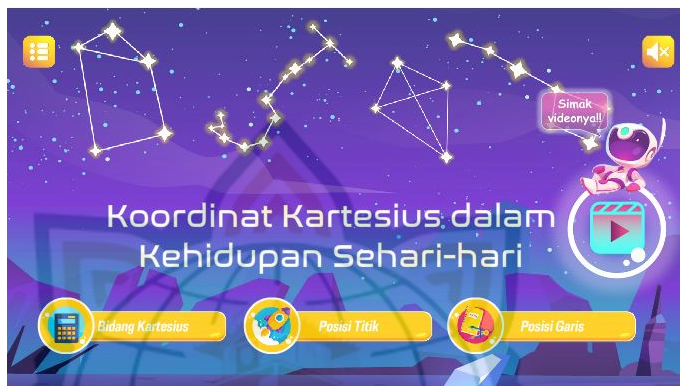 Simak
videonya!!
Koordinat Kartesius dalam
Kehidupan Sehari-hari
Bidang Kartesius
Posisi Titik
Posisi Garis